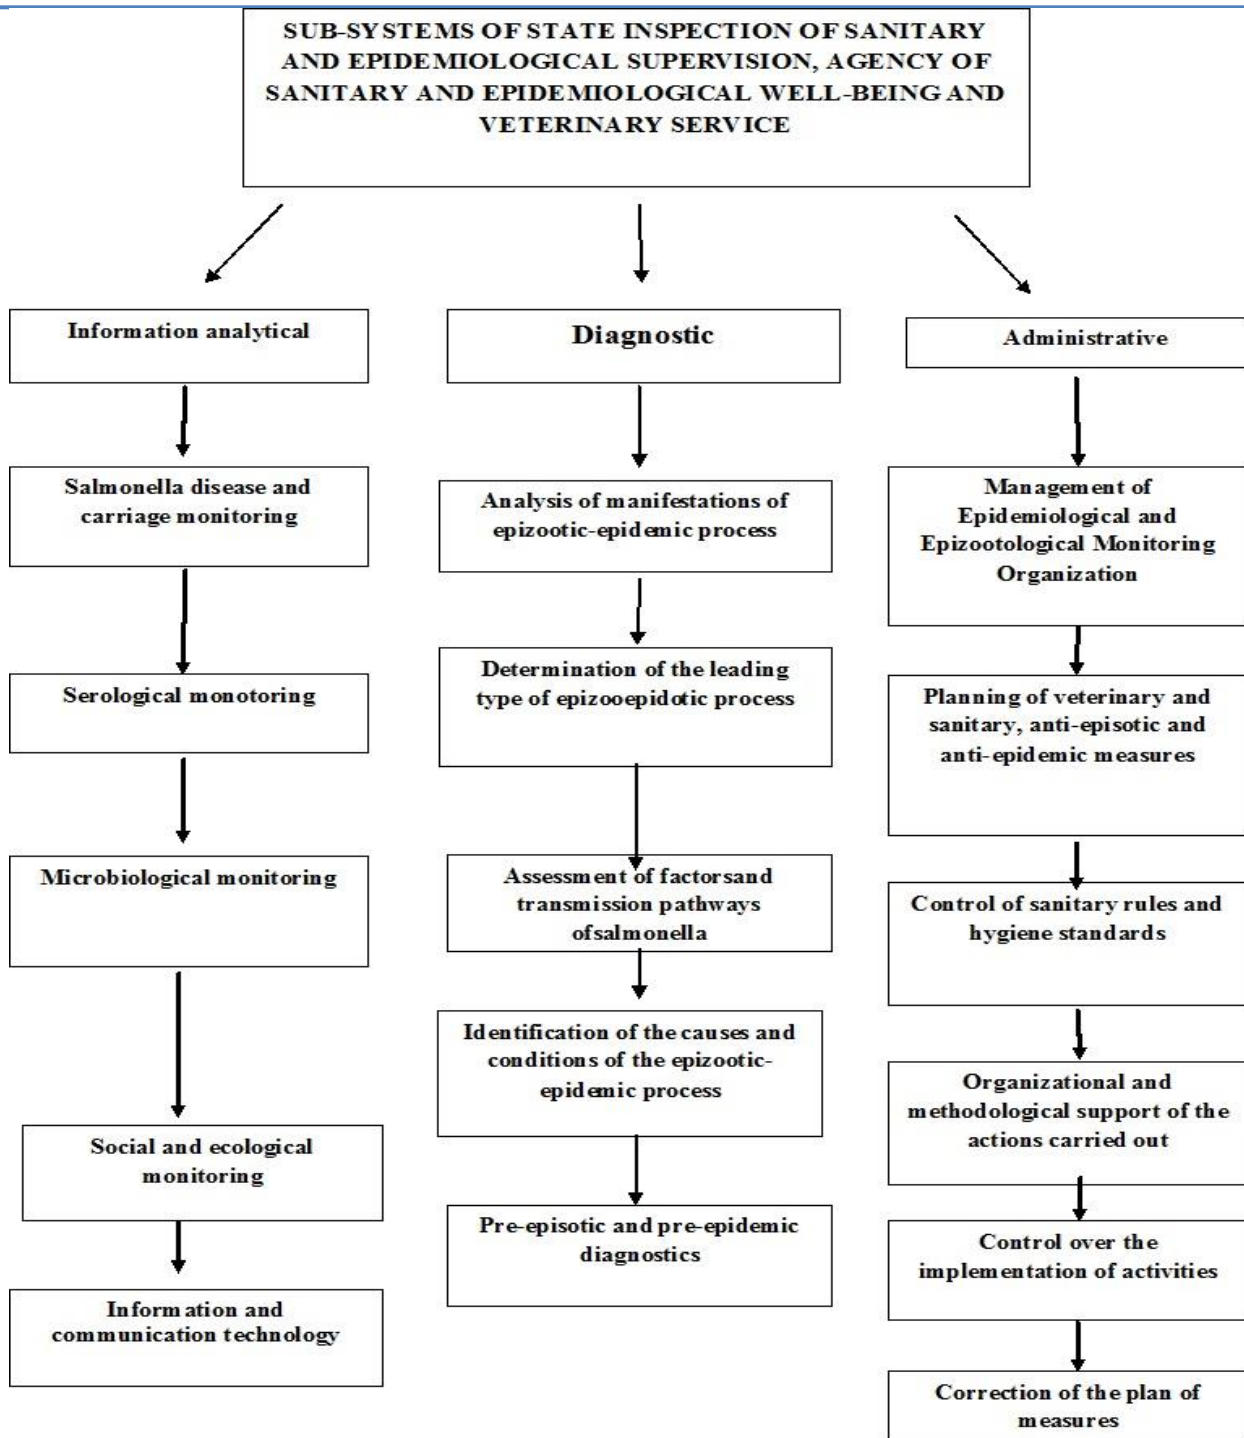 SUB-SYSTEMS OF STATE INSPECTION OF SANITARY
AND EPIDEMIOLOGICAL SUPERVISION, AGENCY OF
SANITARY AND EPIDEMIOLOGICAL WELL-BEING AND
VETERINARY SERVICE
Information analytical
Salmonella disease and
carriage monitoring
Serological monotoring
Microbiological monitoring
Social and ecological
monitoring
Information and
communication technology
Diagnostic
Analysis of manifestations of
epizootic-epidemic process
Determination of the leading
type of epizooepidotic process
Assessment of factorsand
transmission pathways
ofsalmonella
Identification of the causes and
conditions of the epizootic-
epidemic process
Pre-episotic and pre-epidemic
diagnostics
Administrative
Management of
Epidemiological and
Epizootological Monitoring
Organization
Planning of veterinary and
sanitary, anti-episotic and
anti-epidemic measures
Control of sanitary rules and
hygiene standards
Organizational and
methodological support of the
actions carried out
Control over the
implementation of activities
Correction of the plan of
measures